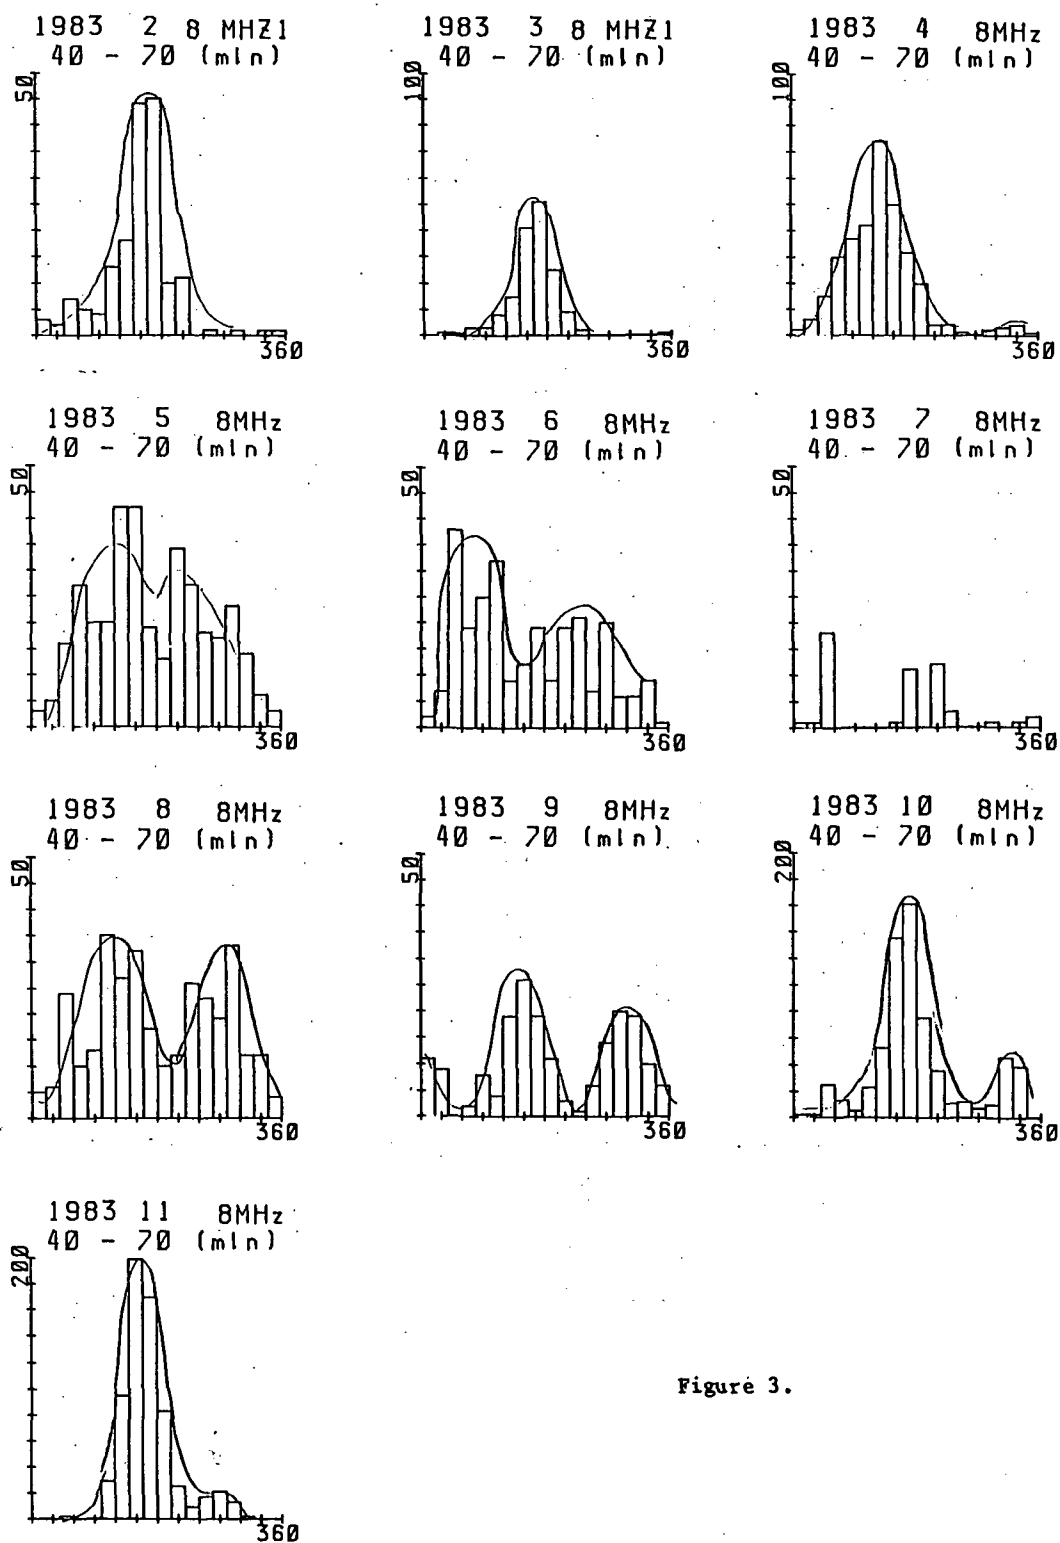 1983 2 8 MHZ1
40 - 70 (min)
50
360
1983 3 8 MHZ1
40 - 70 (min)
100
360
1983 4 8MHz
40 - 70 (min)
100
360
1983 5 8MHz
40 - 70 (min)
50
360
1983 6 8MHz
40 - 70 (min)
50
360
1983 7 8MHz
40 - 70 (min)
50
360
1983 8 8MHz
40 - 70 (min)
50
360
1983 9 8MHz
40 - 70 (min)
50
360
1983 10 8MHz
40 - 70 (min)
200
360
1983 11 8MHz
40 - 70 (min)
200
360
Figure 3.